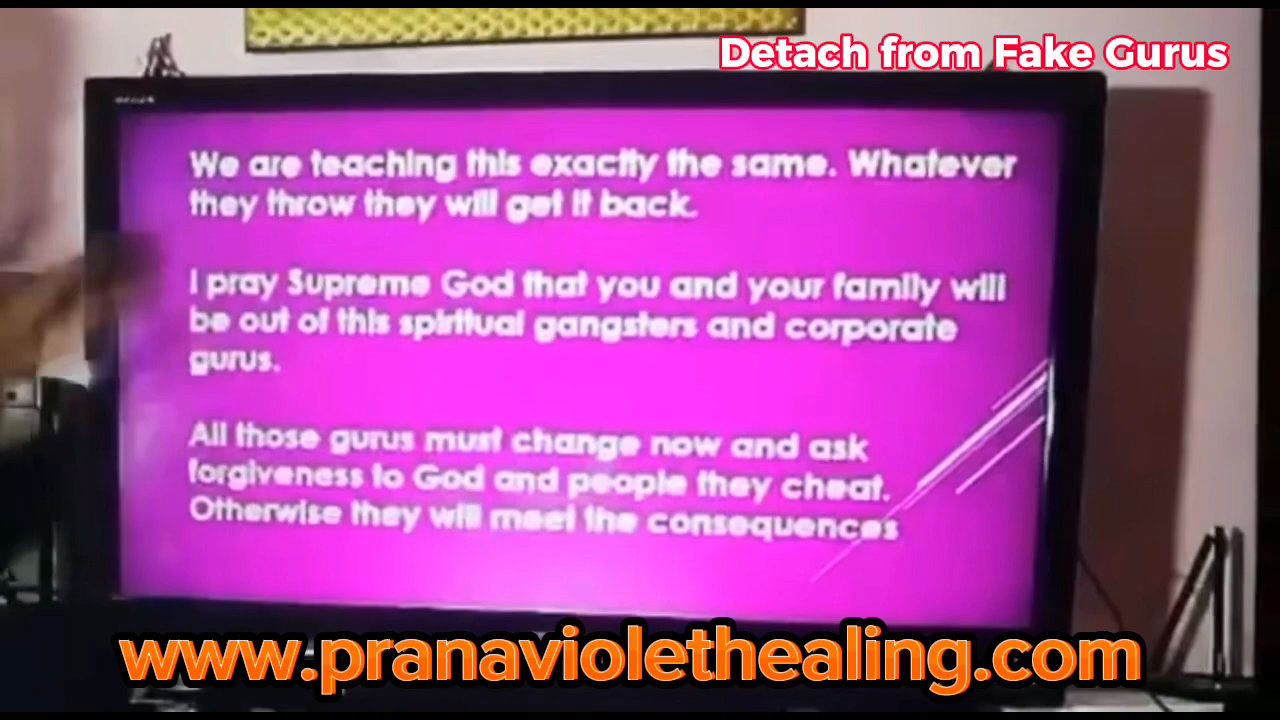 Detach from Fake Gurus
We are teaching this exactly the same. Whatever
they throw they will get it back.
I pray Supreme God that you and your family will
be out of this spiritual gangsters and corporate
gurus.
All those gurus must change now and ask
forgiveness to God and people they cheat.
Otherwise they will meet the consequences
www.pranaviolethealing.com